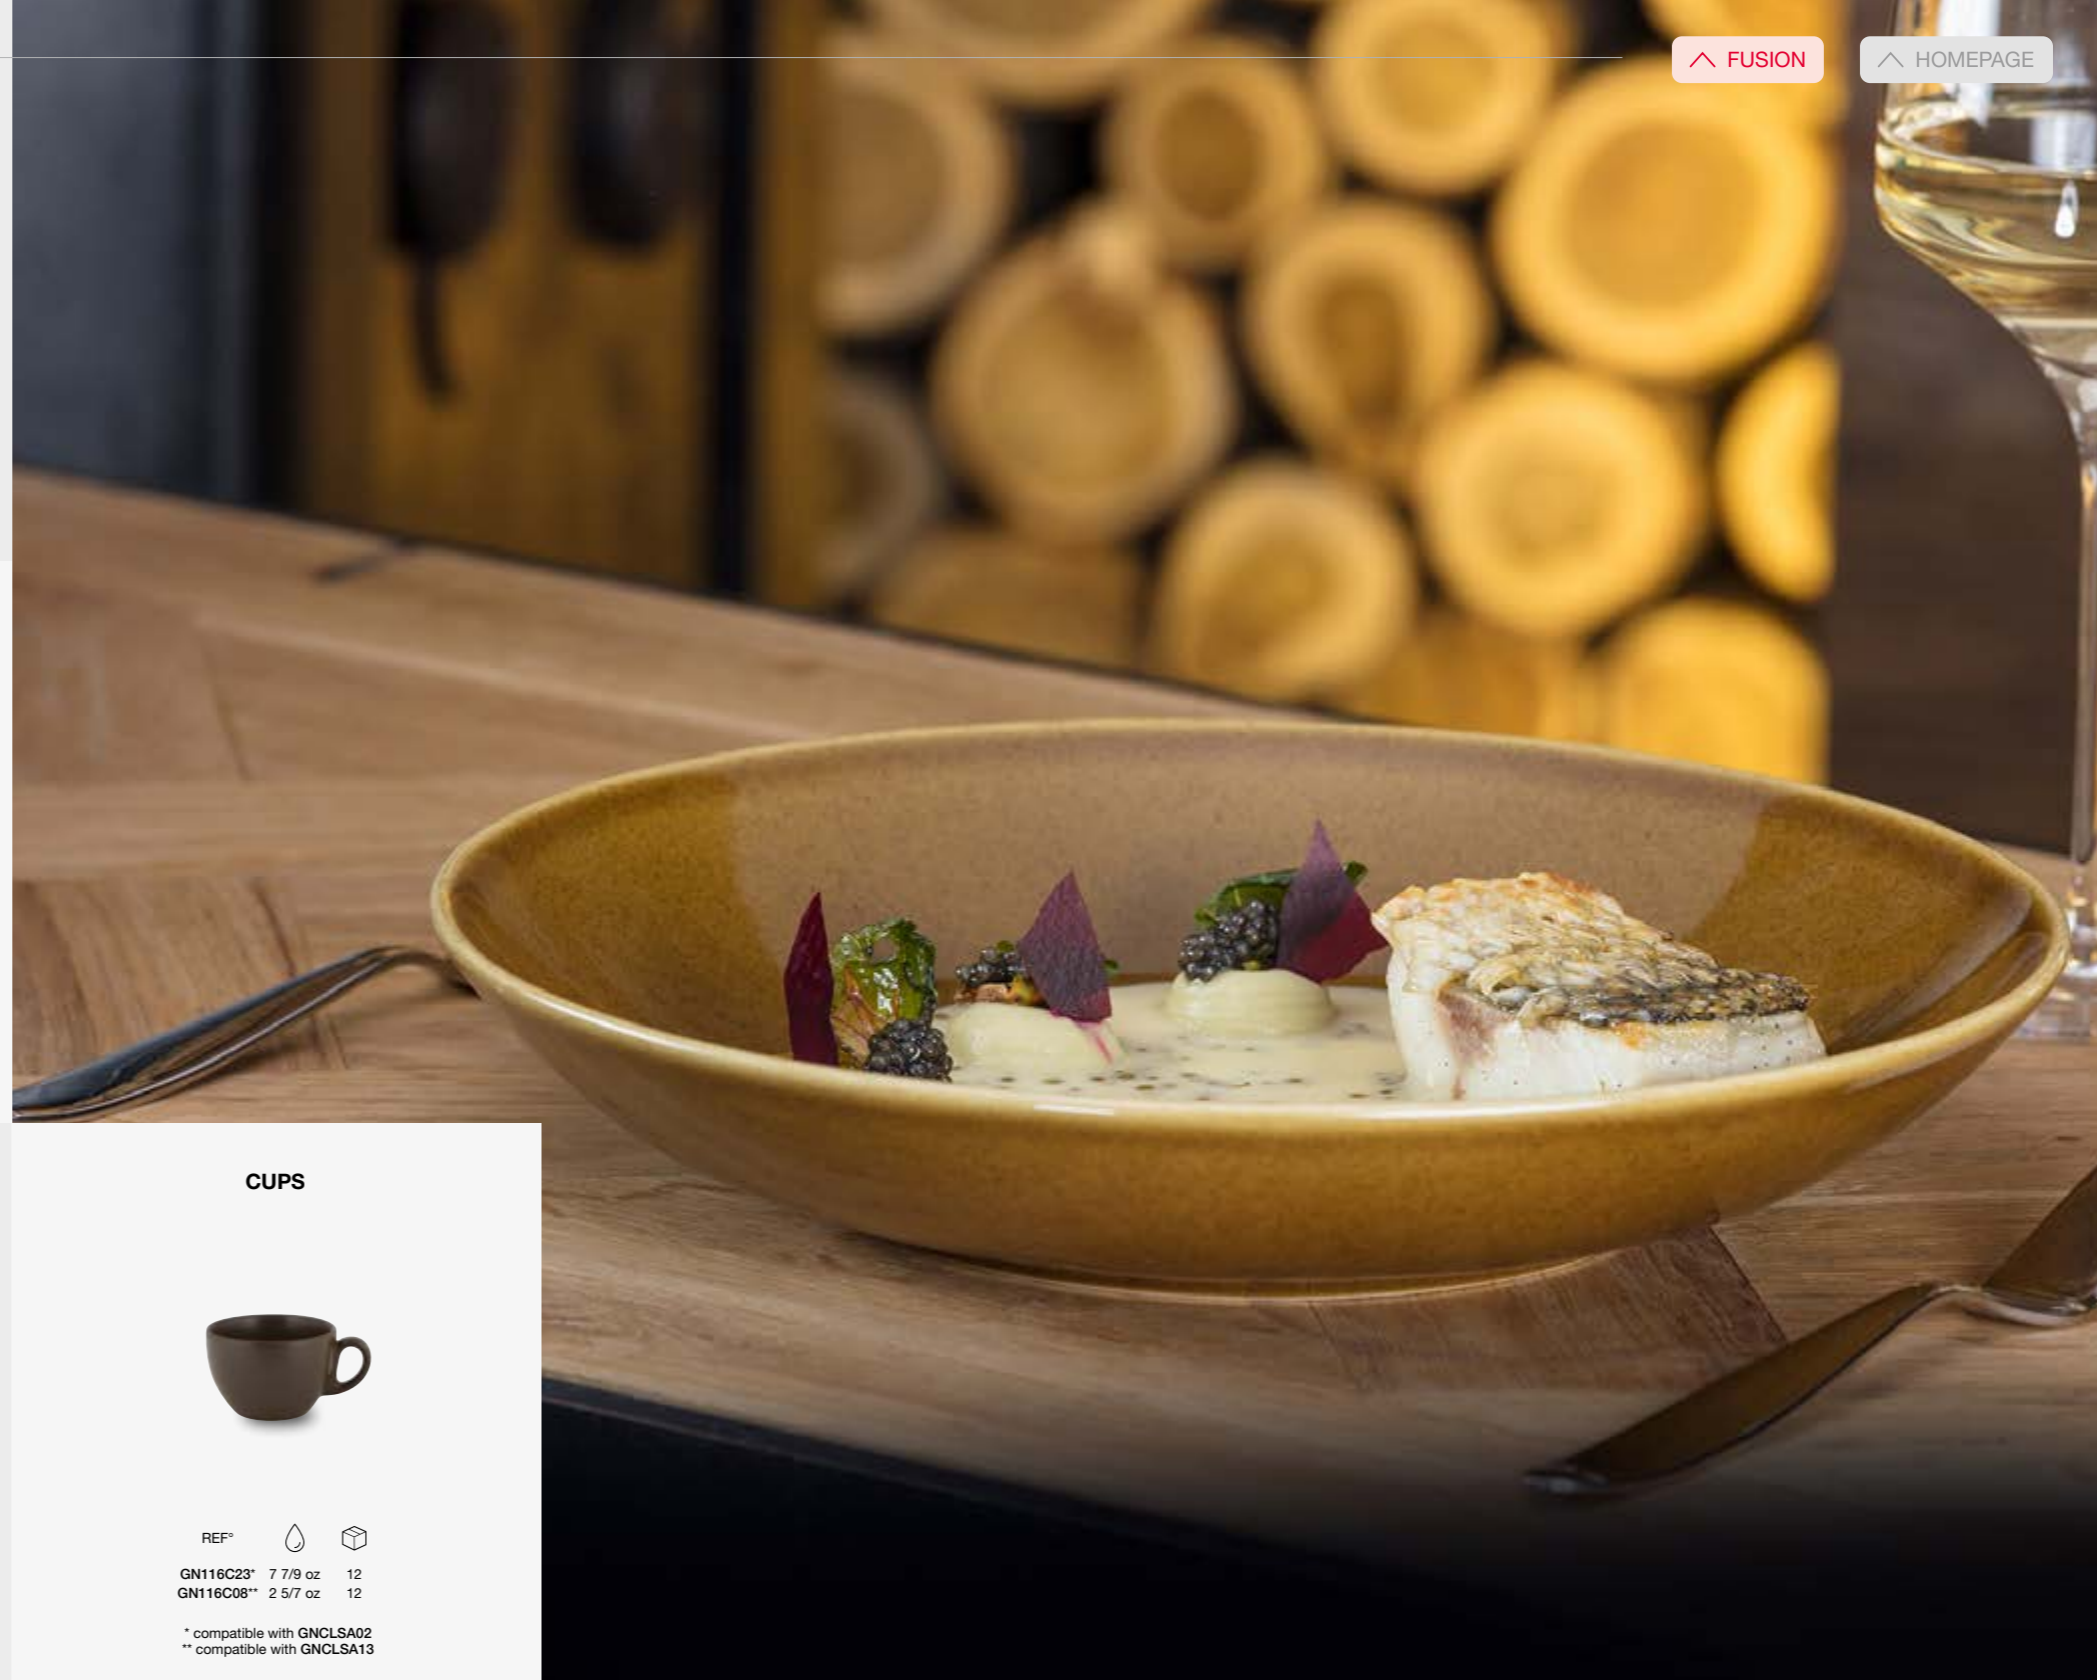 FUSION
HOMEPAGE
CUPS
REF°
GN116C23* 7 7/9 oz 12
GN116C08** 2 5/7 oz 12
* compatible with GNCLSA02
** compatible with GNCLSA13